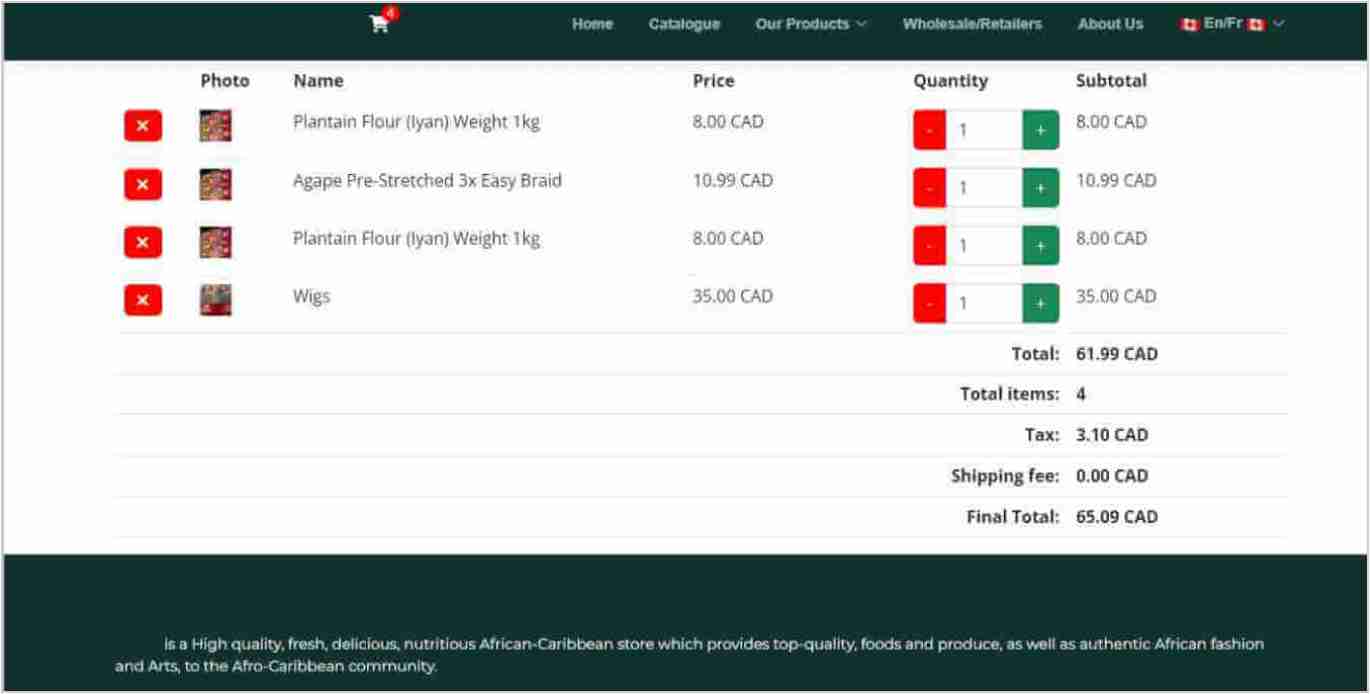 4
Home Catalogue Our Products Wholesale/Retailers About Us En/Fr
Photo Name Price Quantity Subtotal
× Plantain Flour (Iyan) Weight 1kg 8.00 CAD - 1 + 8.00 CAD
× Agape Pre-Stretched 3x Easy Braid 10.99 CAD - 1 + 10.99 CAD
× Plantain Flour (Iyan) Weight 1kg 8.00 CAD - 1 + 8.00 CAD
× Wigs 35.00 CAD - 1 + 35.00 CAD
Total: 61.99 CAD
Total items: 4
Tax: 3.10 CAD
Shipping fee: 0.00 CAD
Final Total: 65.09 CAD
is a High quality, fresh, delicious, nutritious African-Caribbean store which provides top-quality, foods and produce, as well as authentic African fashion
and Arts, to the Afro-Caribbean community.